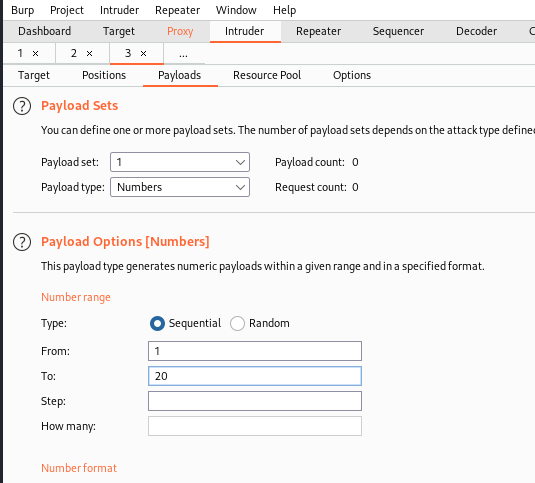 Burp Project Intruder Repeater Window Help
Dashboard Target Proxy Intruder Repeater Sequencer Decoder
1 × 2 × 3 × ...
Target Positions Payloads Resource Pool Options
? Payload Sets
You can define one or more payload sets. The number of payload sets depends on the attack type define
Payload set: 1 Payload count: 0
Payload type: Numbers Request count: 0
? Payload Options [Numbers]
This payload type generates numeric payloads within a given range and in a specified format.
Number range
Type: Sequential Random
From: 1
To: 20
Step:
How many:
Number format